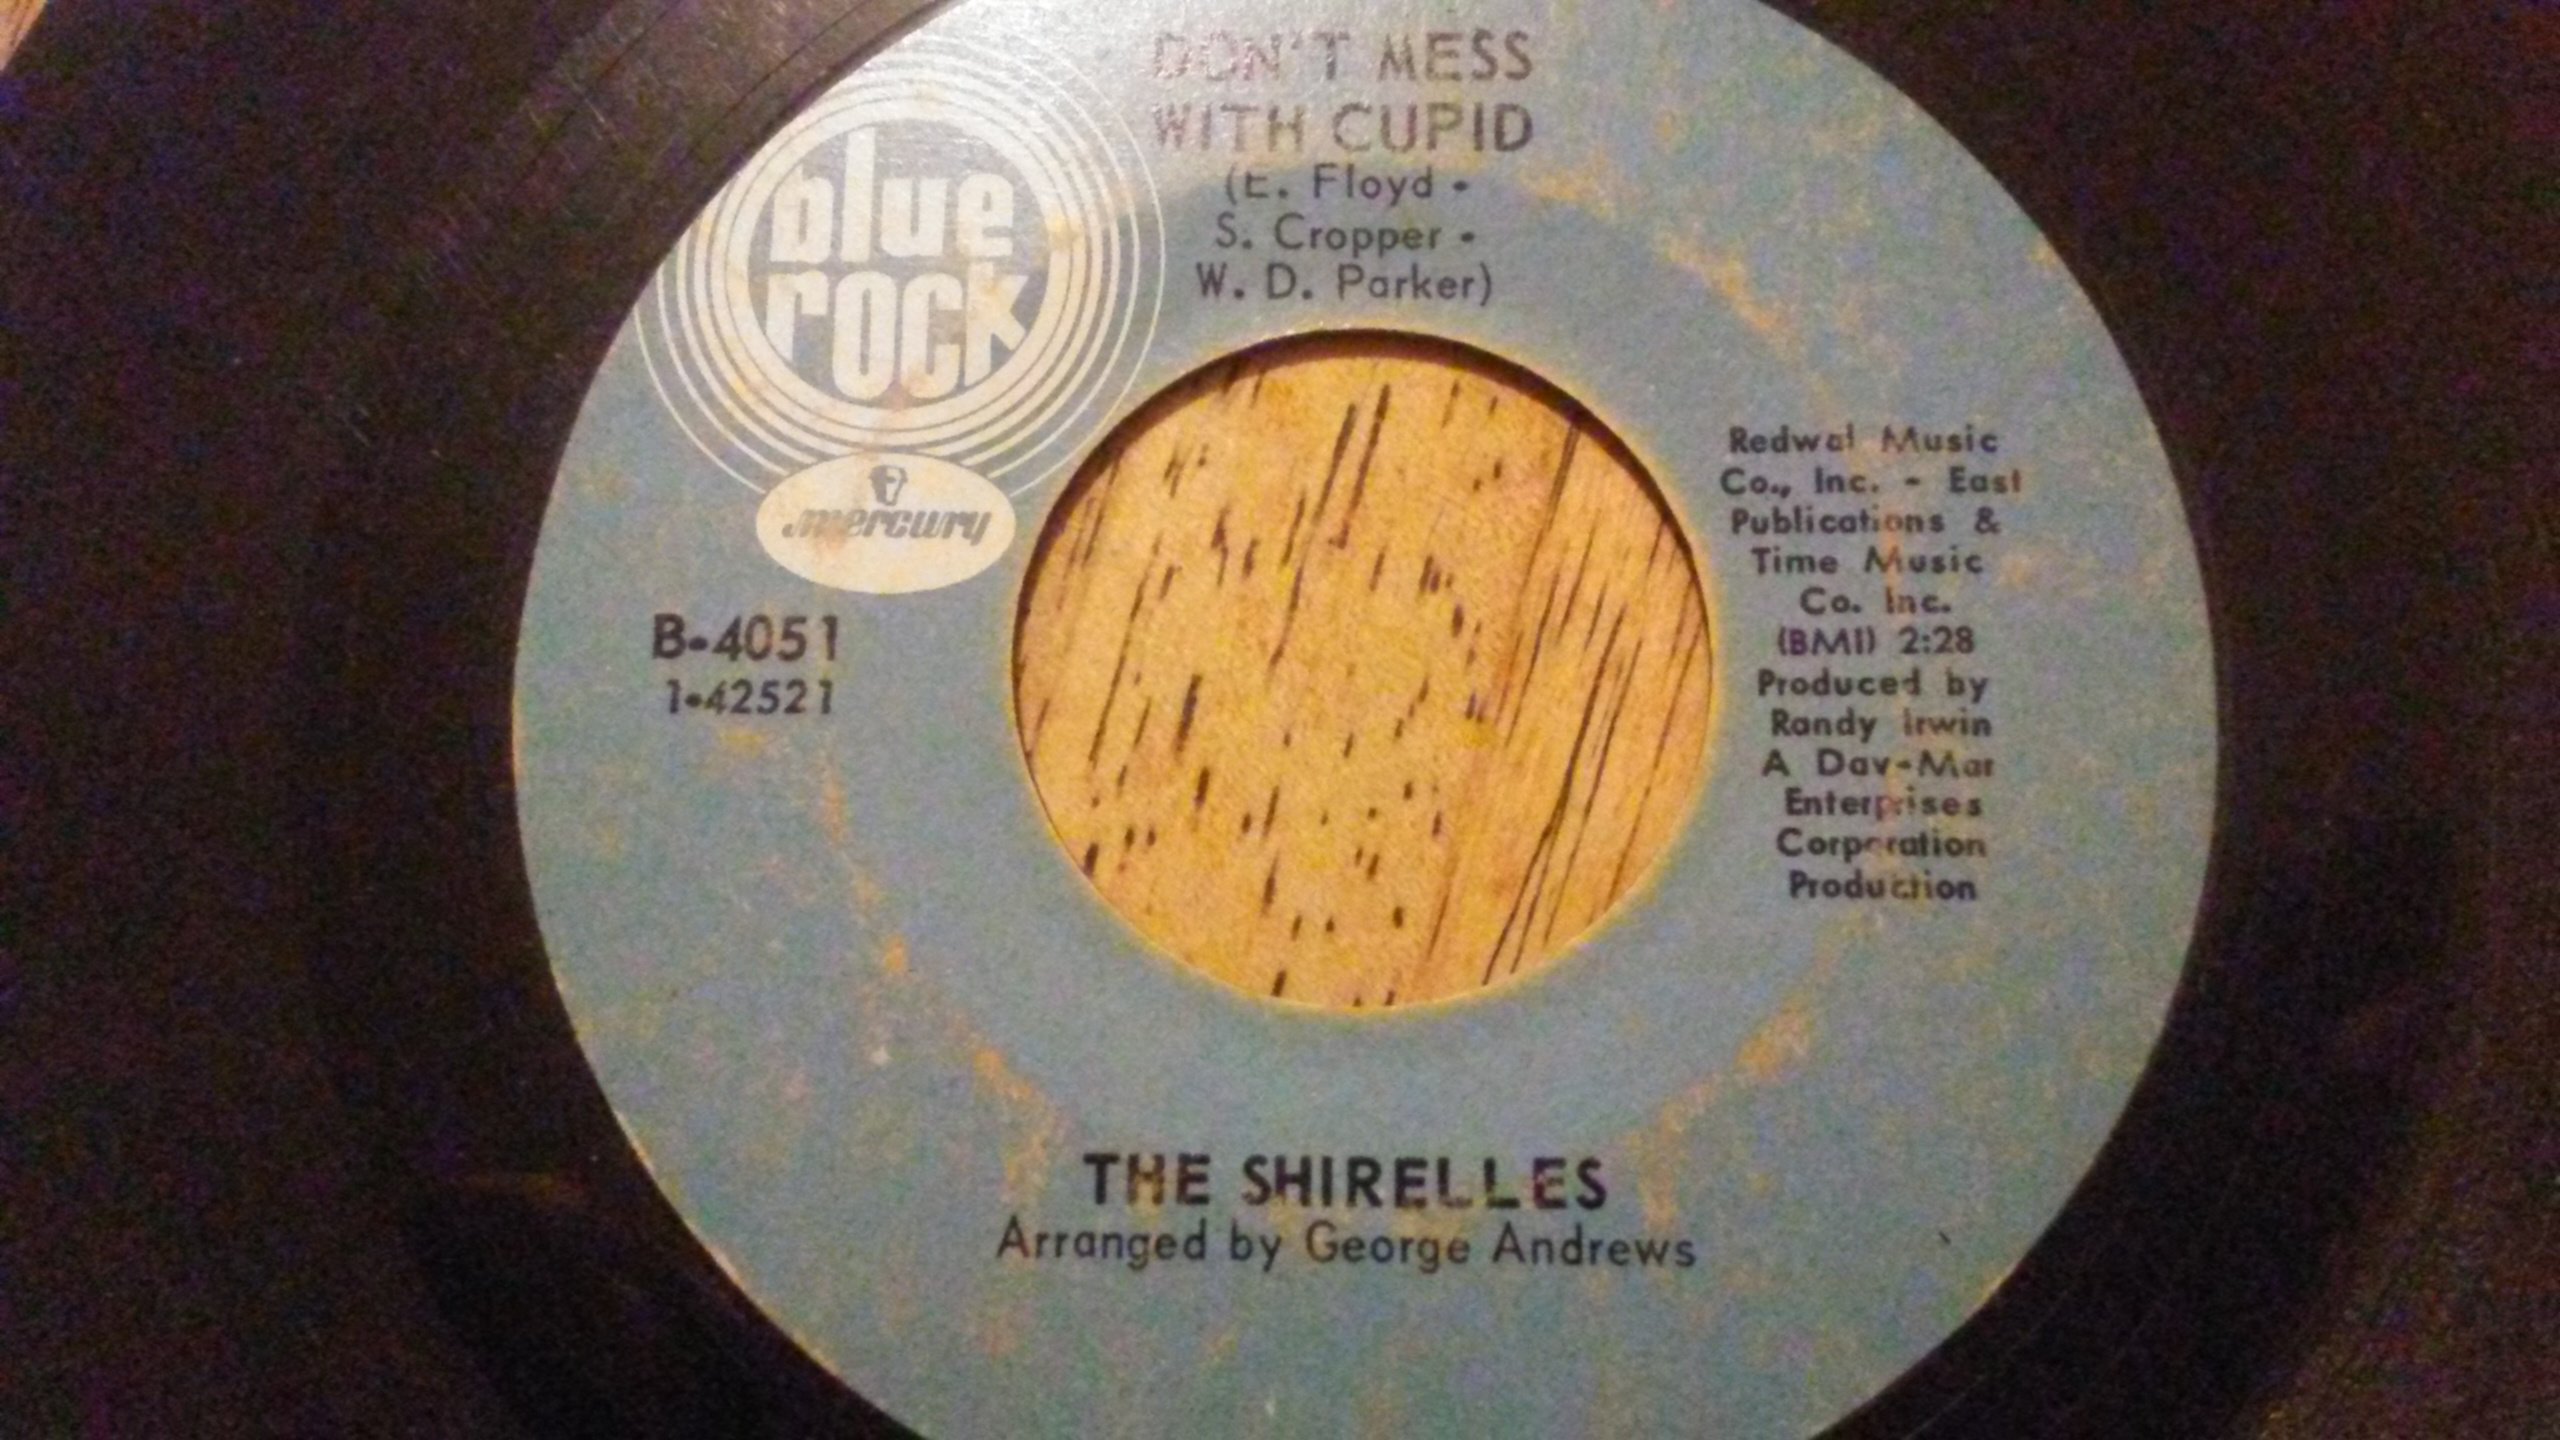 DON'T MESS
WITH CUPID
(E. Floyd -
S. Cropper -
W. D. Parker)
blue
rock
mercury
B-4051
1-42521
Redwal Music
Co., Inc. - East
Publications &
Time Music
Co. Inc.
(BMI) 2:28
Produced by
Randy Irwin
A Dav-Mar
Enterprises
Corporation
Production
THE SHIRELLES
Arranged by George Andrews